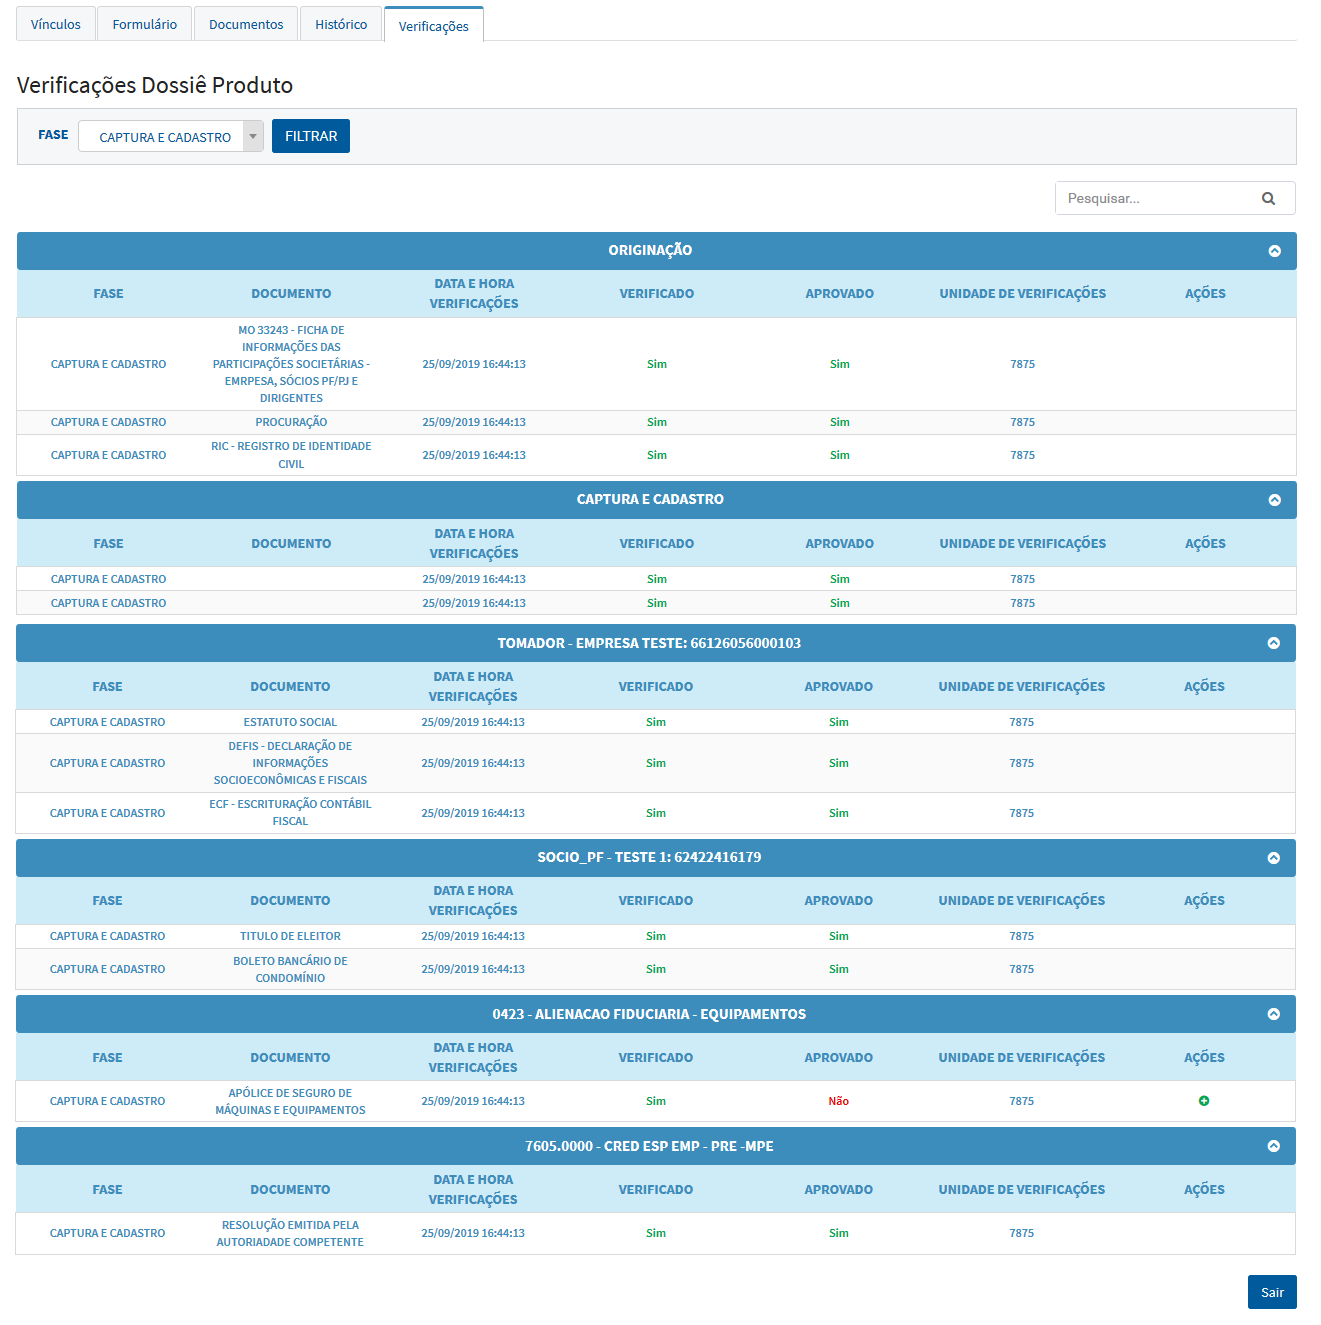 Vínculos Formulário Documentos Histórico Verificações
Verificações Dossiê Produto
FASE CAPTURA E CADASTRO FILTRAR
Pesquisar...
ORIGINAÇÃO
FASE DOCUMENTO DATA E HORA VERIFICAÇÕES VERIFICADO APROVADO UNIDADE DE VERIFICAÇÕES AÇÕES
CAPTURA E CADASTRO MO 33243 - FICHA DE INFORMAÇÕES DAS PARTICIPAÇÕES SOCIETÁRIAS - EMRPESA, SÓCIOS PF/PJ E DIRIGENTES 25/09/2019 16:44:13 Sim Sim 7875
CAPTURA E CADASTRO PROCURAÇÃO 25/09/2019 16:44:13 Sim Sim 7875
CAPTURA E CADASTRO RIC - REGISTRO DE IDENTIDADE CIVIL 25/09/2019 16:44:13 Sim Sim 7875
CAPTURA E CADASTRO
FASE DOCUMENTO DATA E HORA VERIFICAÇÕES VERIFICADO APROVADO UNIDADE DE VERIFICAÇÕES AÇÕES
CAPTURA E CADASTRO 25/09/2019 16:44:13 Sim Sim 7875
CAPTURA E CADASTRO 25/09/2019 16:44:13 Sim Sim 7875
TOMADOR - EMPRESA TESTE: 66126056000103
FASE DOCUMENTO DATA E HORA VERIFICAÇÕES VERIFICADO APROVADO UNIDADE DE VERIFICAÇÕES AÇÕES
CAPTURA E CADASTRO ESTATUTO SOCIAL 25/09/2019 16:44:13 Sim Sim 7875
CAPTURA E CADASTRO DEFIS - DECLARAÇÃO DE INFORMAÇÕES SOCIOECONÔMICAS E FISCAIS 25/09/2019 16:44:13 Sim Sim 7875
CAPTURA E CADASTRO ECF - ESCRITURAÇÃO CONTÁBIL FISCAL 25/09/2019 16:44:13 Sim Sim 7875
SOCIO_PF - TESTE 1: 62422416179
FASE DOCUMENTO DATA E HORA VERIFICAÇÕES VERIFICADO APROVADO UNIDADE DE VERIFICAÇÕES AÇÕES
CAPTURA E CADASTRO TITULO DE ELEITOR 25/09/2019 16:44:13 Sim Sim 7875
CAPTURA E CADASTRO BOLETO BANCÁRIO DE CONDOMÍNIO 25/09/2019 16:44:13 Sim Sim 7875
0423 - ALIENACAO FIDUCIARIA - EQUIPAMENTOS
FASE DOCUMENTO DATA E HORA VERIFICAÇÕES VERIFICADO APROVADO UNIDADE DE VERIFICAÇÕES AÇÕES
CAPTURA E CADASTRO APÓLICE DE SEGURO DE MÁQUINAS E EQUIPAMENTOS 25/09/2019 16:44:13 Sim Não 7875
7605.0000 - CRED ESP EMP - PRE -MPE
FASE DOCUMENTO DATA E HORA VERIFICAÇÕES VERIFICADO APROVADO UNIDADE DE VERIFICAÇÕES AÇÕES
CAPTURA E CADASTRO RESOLUÇÃO EMITIDA PELA AUTORIADADE COMPETENTE 25/09/2019 16:44:13 Sim Sim 7875
Sair